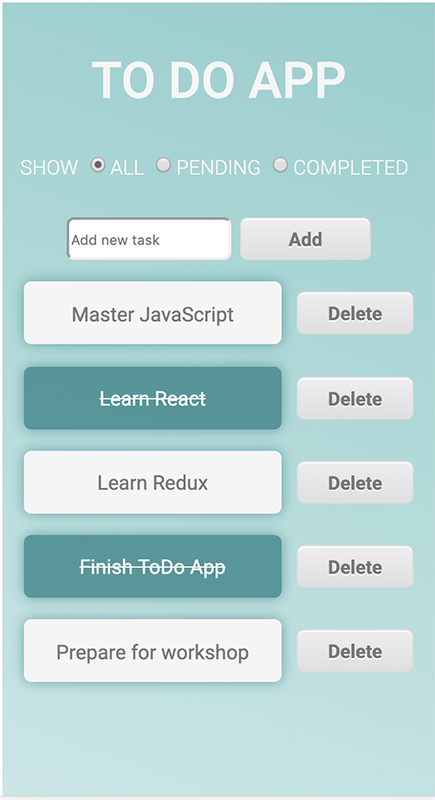 TO DO APP
SHOW ALL PENDING COMPLETED
Add new task Add
Master JavaScript Delete
Learn React Delete
Learn Redux Delete
Finish ToDo App Delete
Prepare for workshop Delete